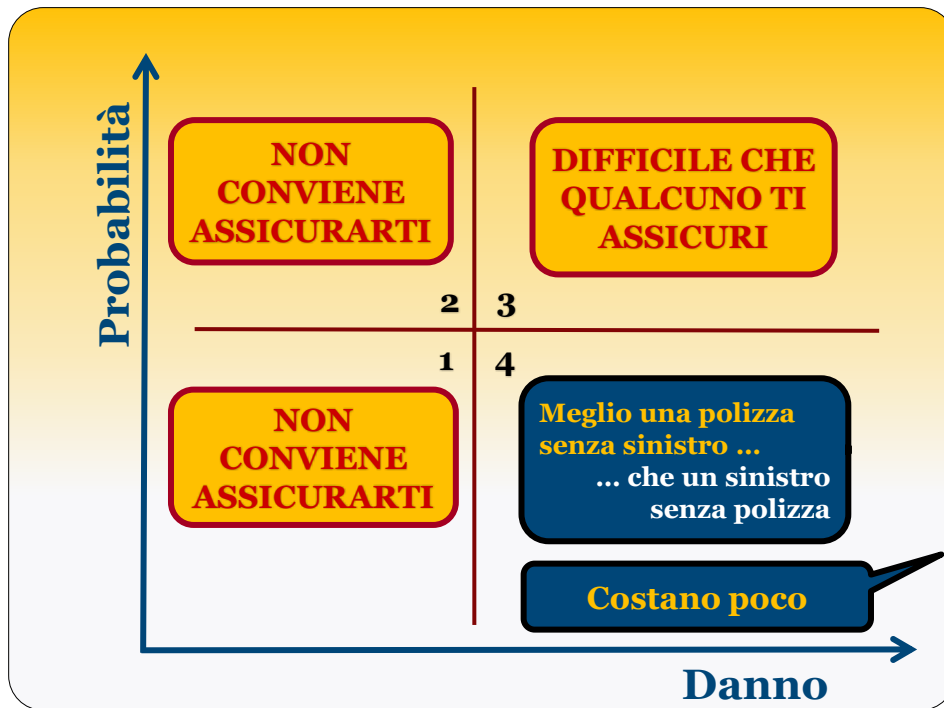 Probabilità
NON
CONVIENE
ASSICURARTI
DIFFICILE CHE
QUALCUNO TI
ASSICURI
2
3
1
4
NON
CONVIENE
ASSICURARTI
Meglio una polizza
senza sinistro ...
... che un sinistro
senza polizza
Costano poco
Danno